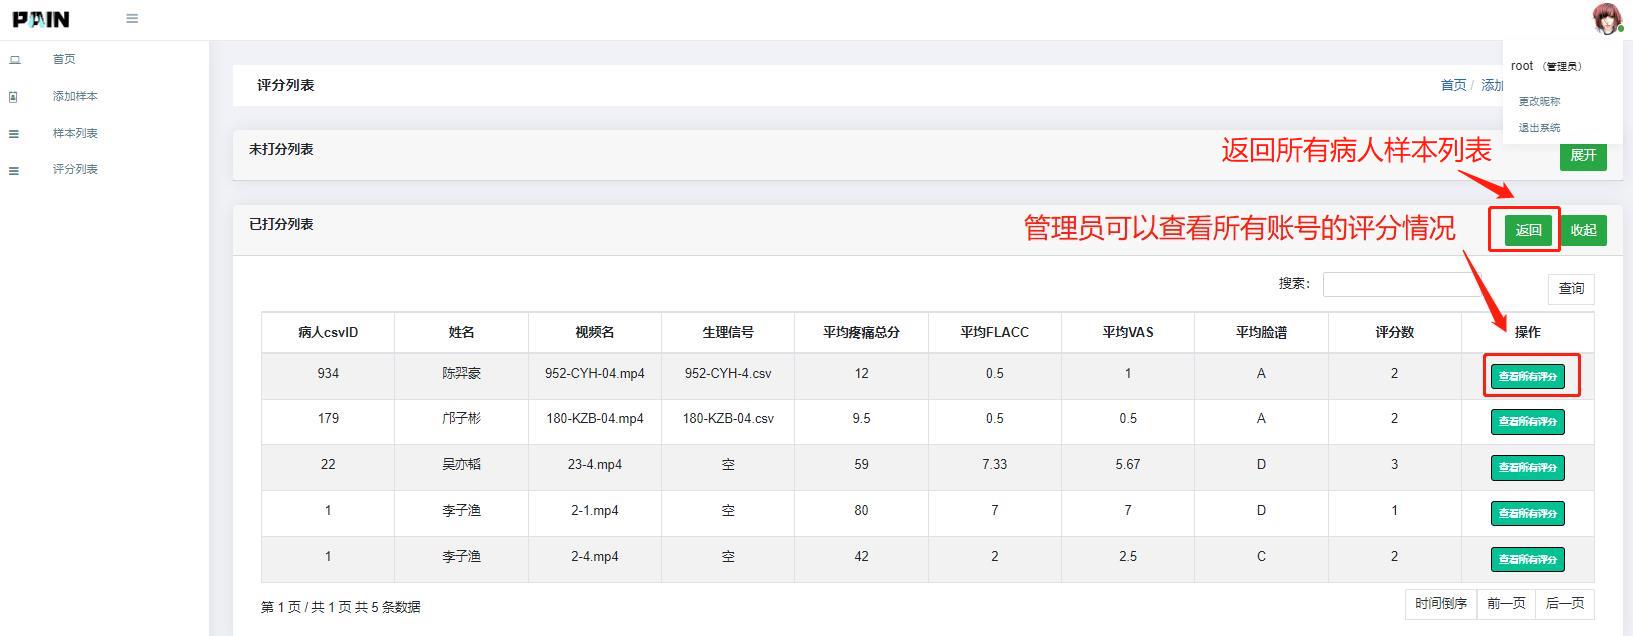 PAIN
首页
添加样本
样本列表
评分列表
root （管理员）
更改昵称
退出系统
评分列表
首页 / 添加
未打分列表
展开
返回所有病人样本列表
已打分列表
管理员可以查看所有账号的评分情况
返回
收起
搜索：
查询
病人csvID 姓名 视频名 生理信号 平均疼痛总分 平均FLACC 平均VAS 平均脸谱 评分数 操作
934 陈羿豪 952-CYH-04.mp4 952-CYH-4.csv 12 0.5 1 A 2 查看所有评分
179 邝子彬 180-KZB-04.mp4 180-KZB-04.csv 9.5 0.5 0.5 A 2 查看所有评分
22 吴亦韬 23-4.mp4 空 59 7.33 5.67 D 3 查看所有评分
1 李子渔 2-1.mp4 空 80 7 7 D 1 查看所有评分
1 李子渔 2-4.mp4 空 42 2 2.5 C 2 查看所有评分
第 1 页 / 共 1 页 共 5 条数据
时间倒序 前一页 后一页